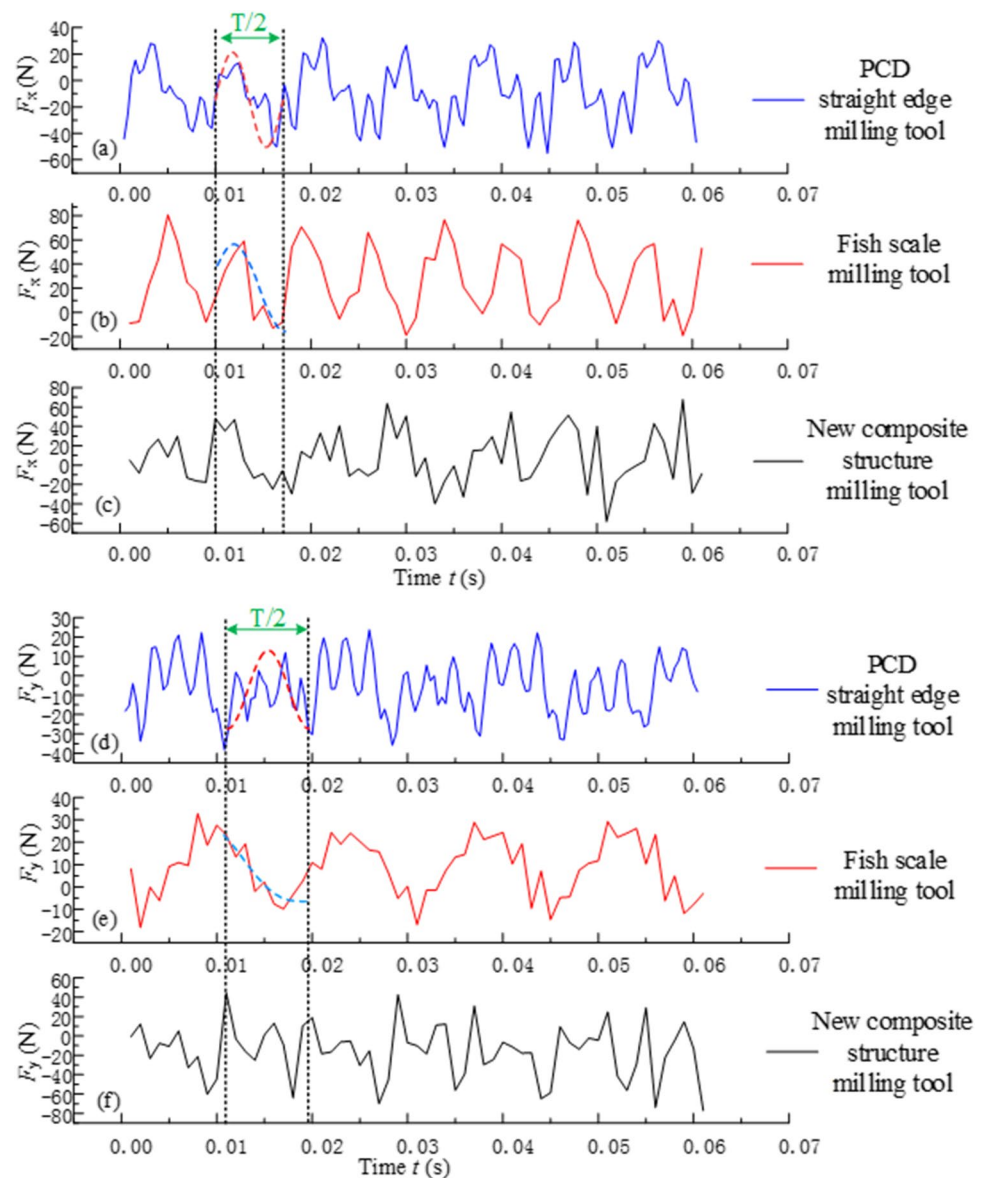 T/2
40
20
0
−20
−40
−60
Fx (N)
(a)
0.00 0.01 0.02 0.03 0.04 0.05 0.06 0.07
PCD
straight edge
milling tool
80
60
40
20
0
−20
Fx (N)
(b)
0.00 0.01 0.02 0.03 0.04 0.05 0.06 0.07
Fish scale
milling tool
80
60
40
20
0
−20
−40
−60
Fx (N)
(c)
0.00 0.01 0.02 0.03 0.04 0.05 0.06 0.07
Time t (s)
New composite
structure
milling tool
T/2
30
20
10
0
−10
−20
−30
−40
Fy (N)
(d)
0.00 0.01 0.02 0.03 0.04 0.05 0.06 0.07
PCD
straight edge
milling tool
40
30
20
10
0
−10
−20
Fy (N)
(e)
0.00 0.01 0.02 0.03 0.04 0.05 0.06 0.07
Fish scale
milling tool
60
40
20
0
−20
−40
−60
−80
Fy (N)
(f)
0.00 0.01 0.02 0.03 0.04 0.05 0.06 0.07
Time t (s)
New composite
structure
milling tool